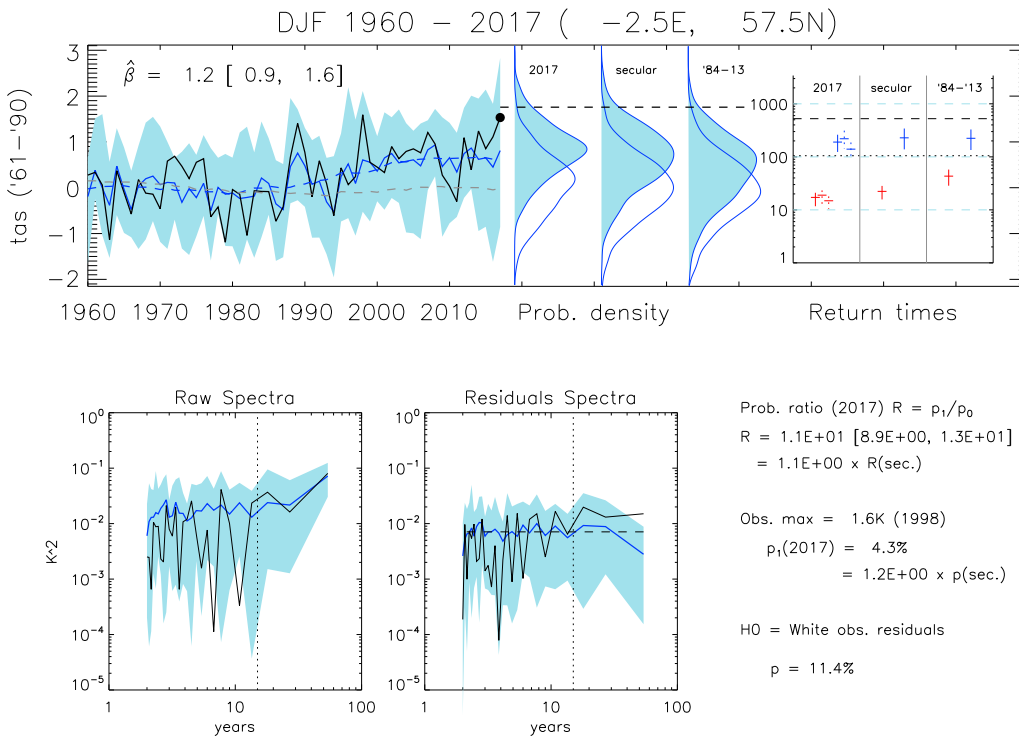 DJF 1960 − 2017 ( −2.5E, 57.5N)
β̂ = 1.2 [ 0.9, 1.6]
tas ('61−'90)
3
2
1
0
−1
−2
1960 1970 1980 1990 2000 2010
2017
secular
'84−13
Prob. density
2017
secular
'84−'13
1000
100
10
1
Return times
Raw Spectra
K^2
10^0
10^−1
10^−2
10^−3
10^−4
10^−5
1 10 100
years
Residuals Spectra
10^0
10^−1
10^−2
10^−3
10^−4
10^−5
1 10 100
years
Prob. ratio (2017) R = p₁/p₀
R = 1.1E+01 [8.9E+00, 1.3E+01]
= 1.1E+00 x R(sec.)
Obs. max = 1.6K (1998)
p₁(2017) = 4.3%
= 1.2E+00 x p(sec.)
H0 = White obs. residuals
p = 11.4%